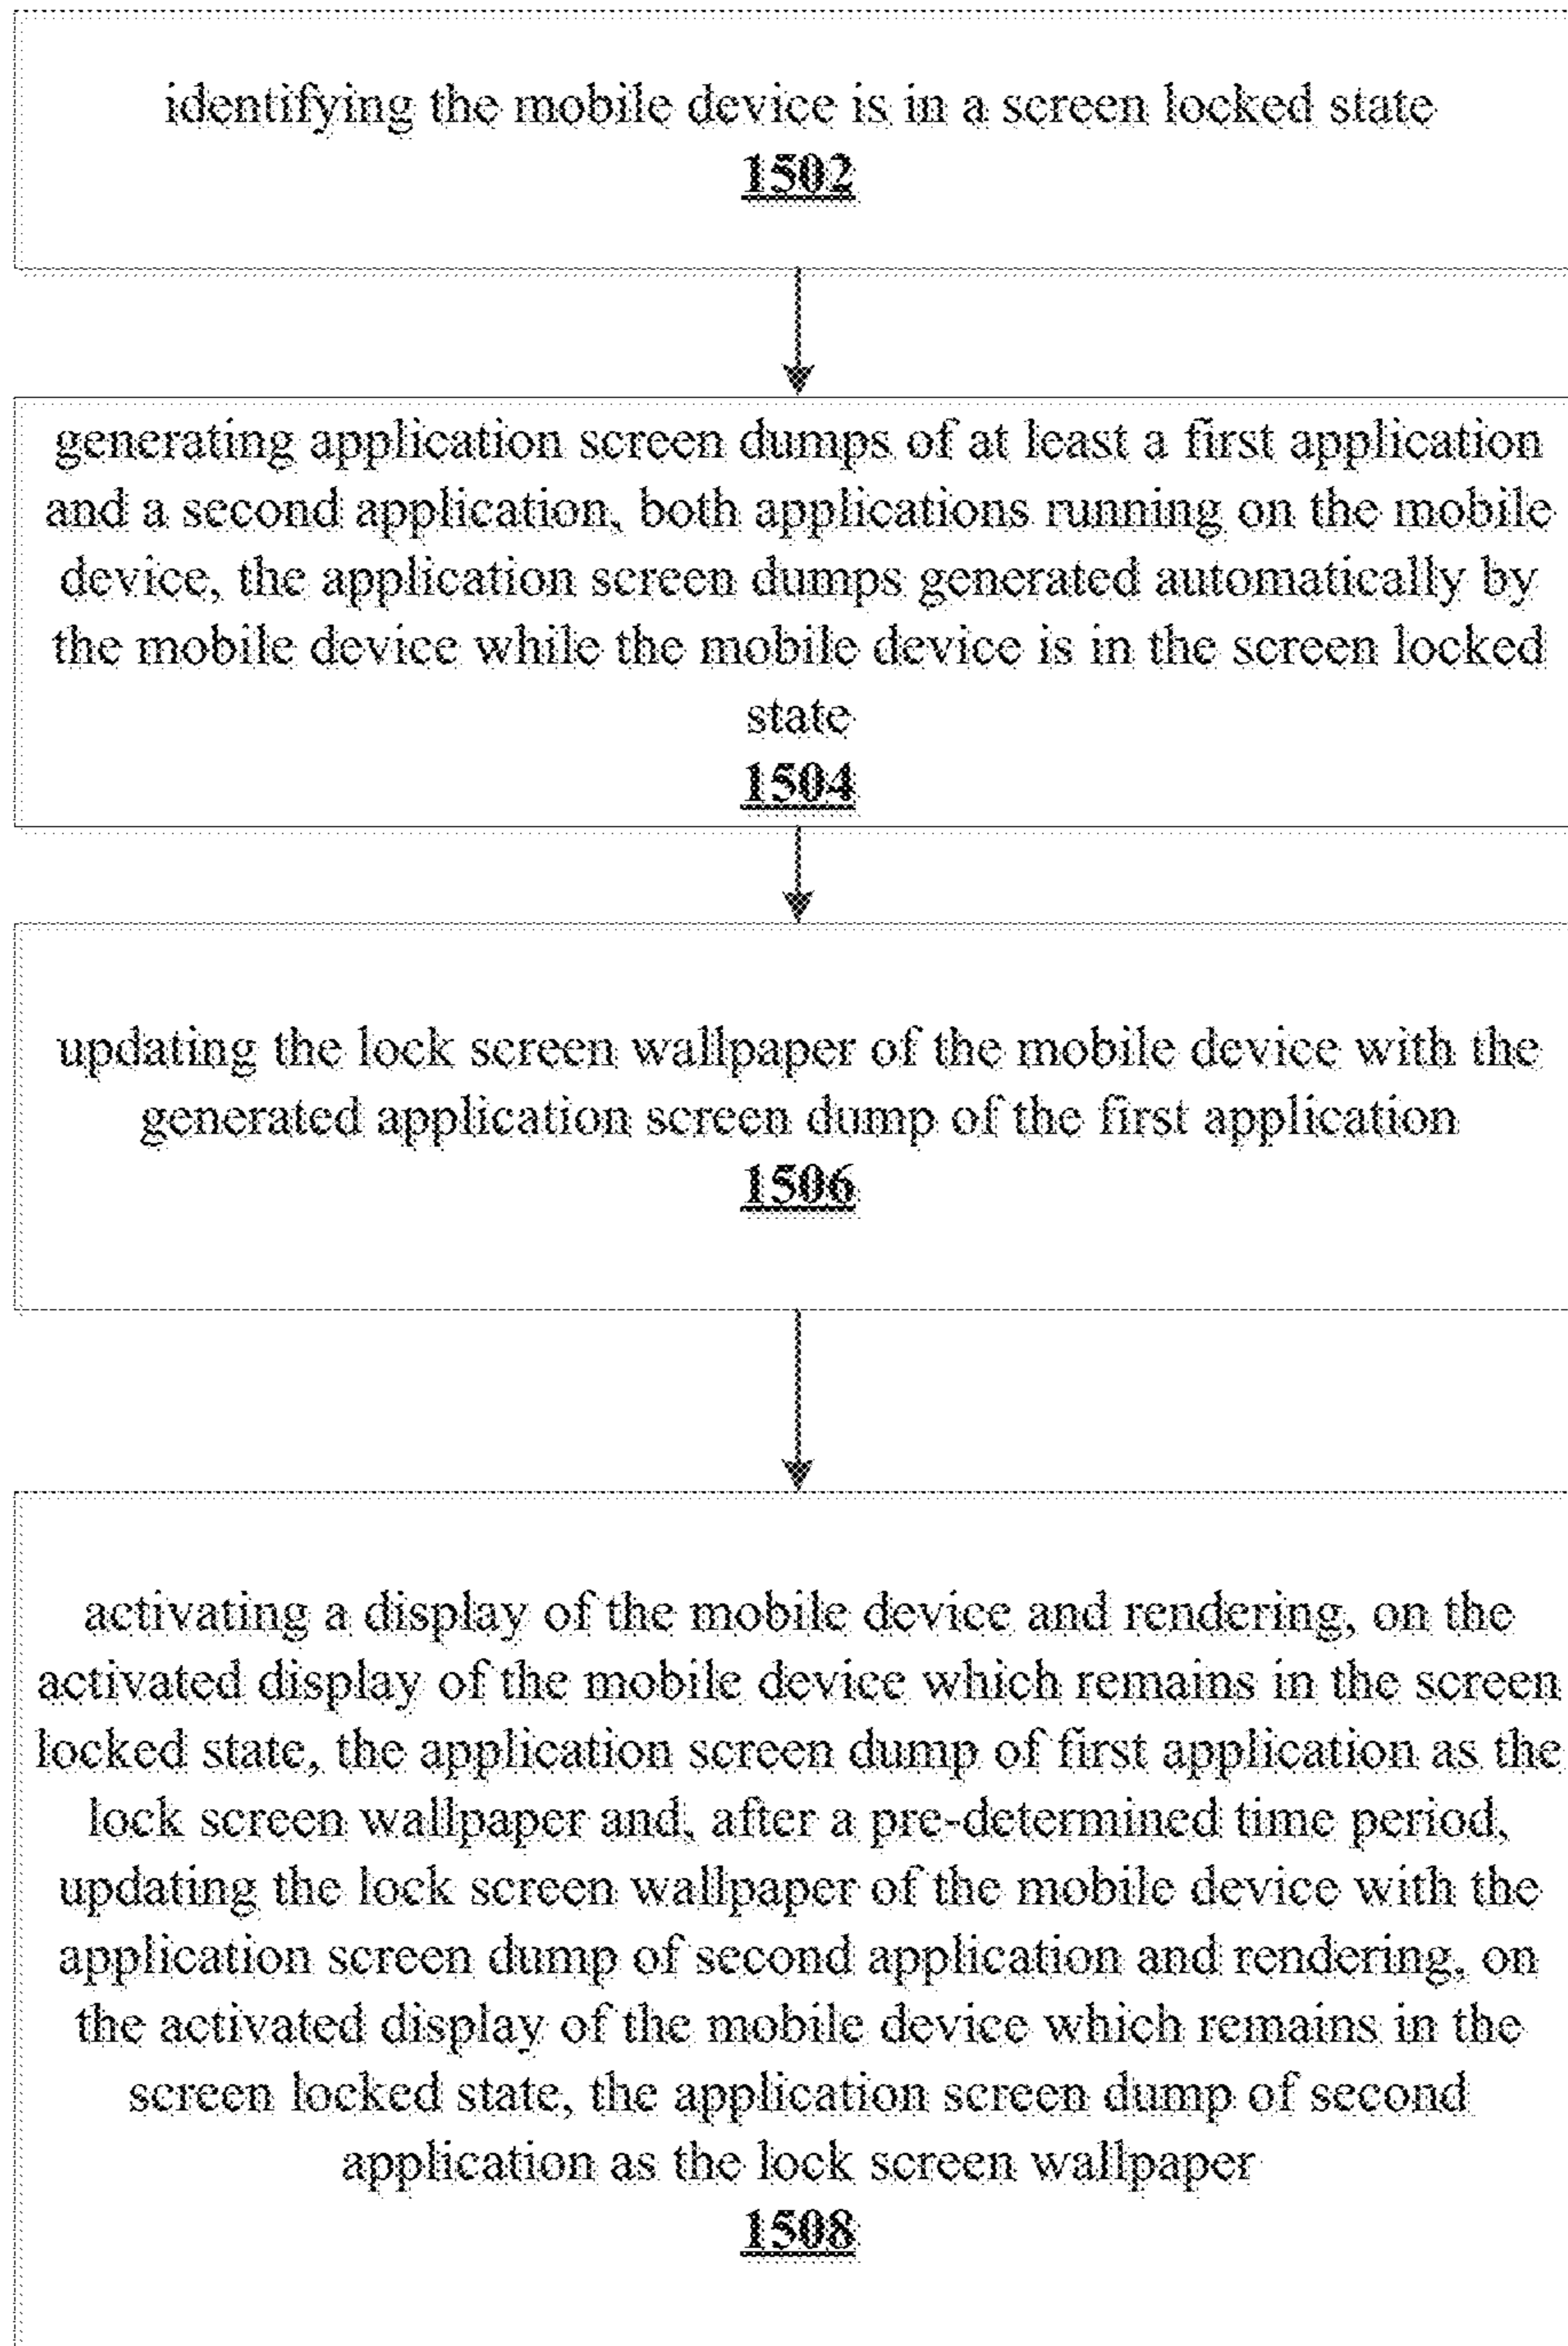 identifying the mobile device is in a screen locked state
1502
generating application screen dumps of at least a first application
and a second application, both applications running on the mobile
device, the application screen dumps generated automatically by
the mobile device while the mobile device is in the screen locked
state
1504
updating the lock screen wallpaper of the mobile device with the
generated application screen dump of the first application
1506
activating a display of the mobile device and rendering, on the
activated display of the mobile device which remains in the screen
locked state, the application screen dump of first application as the
lock screen wallpaper and, after a pre-determined time period,
updating the lock screen wallpaper of the mobile device with the
application screen dump of second application and rendering, on
the activated display of the mobile device which remains in the
screen locked state, the application screen dump of second
application as the lock screen wallpaper
1508